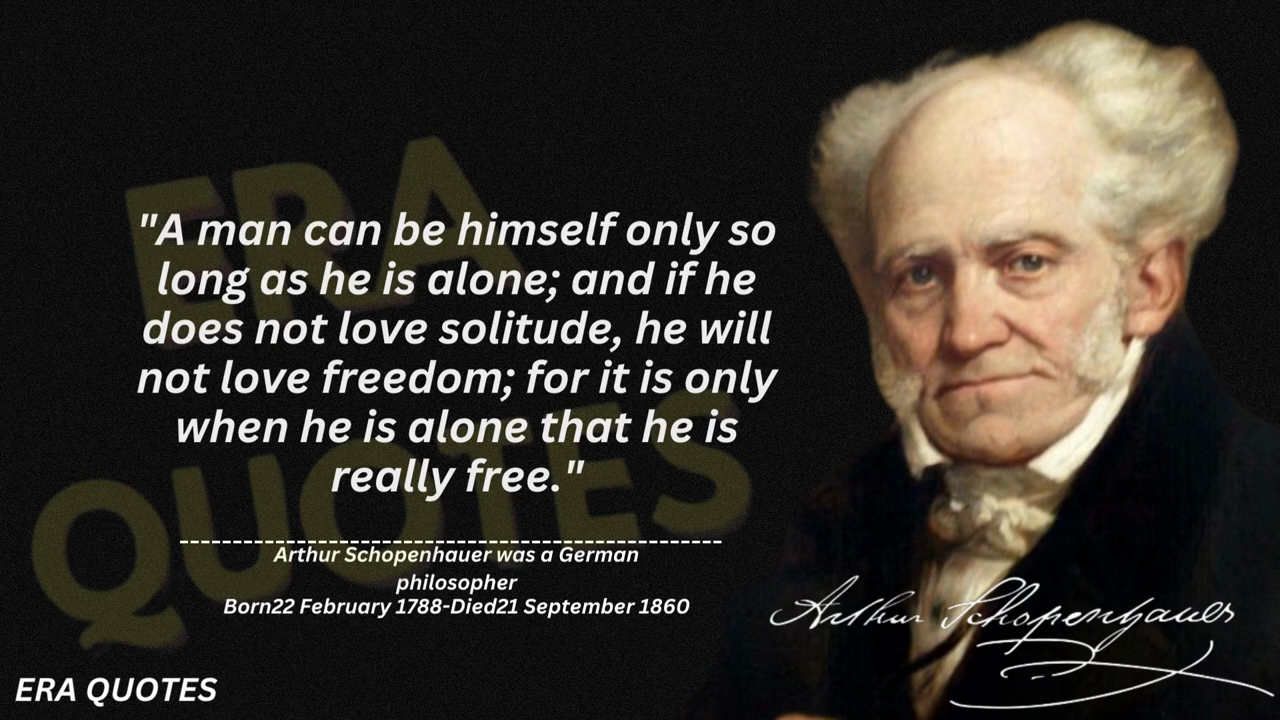 ERA
QUOTES
"A man can be himself only so
long as he is alone; and if he
does not love solitude, he will
not love freedom; for it is only
when he is alone that he is
really free."
Arthur Schopenhauer was a German
philosopher
Born22 February 1788-Died21 September 1860
Arthur Schopenhauer
ERA QUOTES